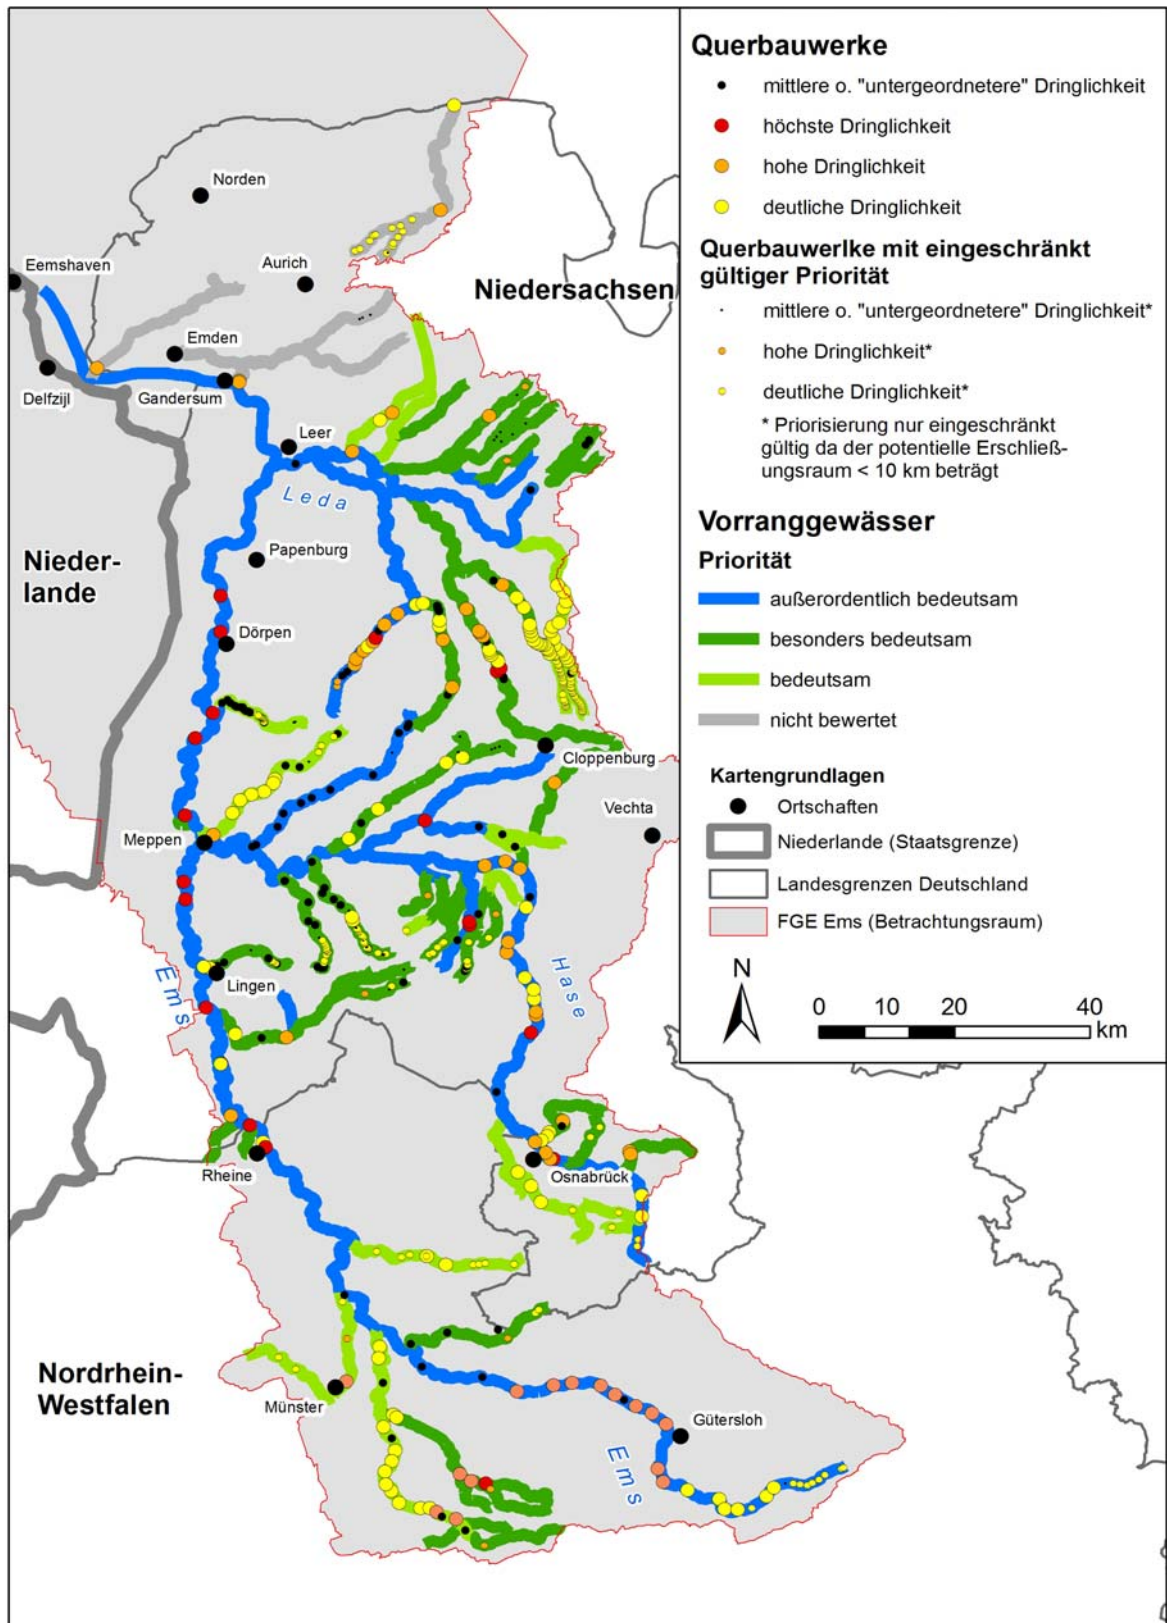 Querbauwerke
mittlere o. "untergeordnetere" Dringlichkeit
höchste Dringlichkeit
hohe Dringlichkeit
deutliche Dringlichkeit
Querbauwerlke mit eingeschränkt
gültiger Priorität
mittlere o. "untergeordnetere" Dringlichkeit*
hohe Dringlichkeit*
deutliche Dringlichkeit*
* Priorisierung nur eingeschränkt
gültig da der potentielle Erschließ-
ungsraum < 10 km beträgt
Vorranggewässer
Priorität
außerordentlich bedeutsam
besonders bedeutsam
bedeutsam
nicht bewertet
Kartengrundlagen
Ortschaften
Niederlande (Staatsgrenze)
Landesgrenzen Deutschland
FGE Ems (Betrachtungsraum)
N
0 10 20 40
km
Norden
Eemshaven
Aurich
Niedersachsen
Emden
Delfzijl
Gandersum
Leer
Leda
Papenburg
Nieder-
lande
Dörpen
Cloppenburg
Vechta
Meppen
Ems
Lingen
Hase
Rheine
Osnabrück
Nordrhein-
Westfalen
Münster
Gütersloh
Ems